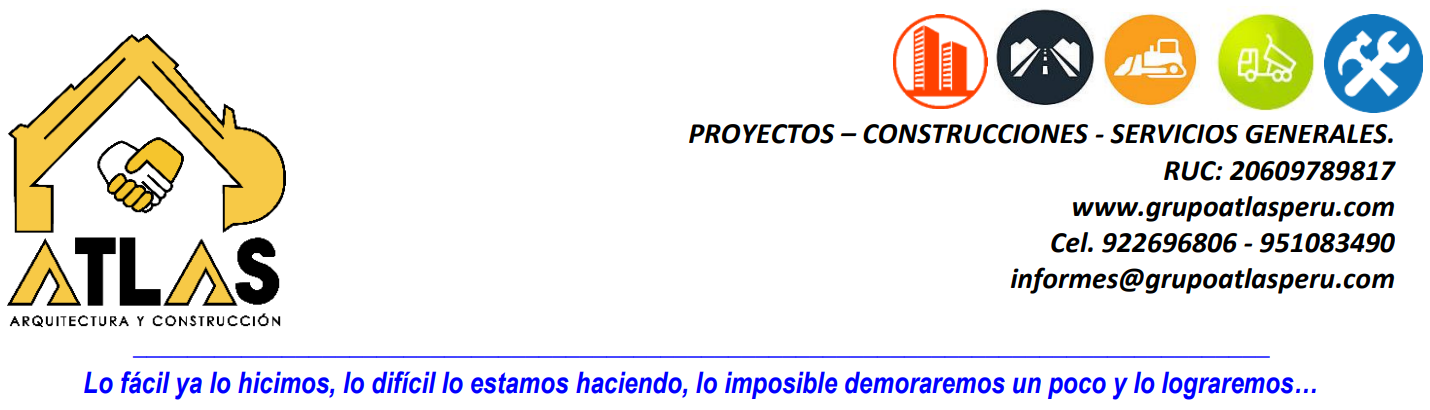 PROYECTOS – CONSTRUCCIONES - SERVICIOS GENERALES.
RUC: 20609789817
www.grupoatlasperu.com
Cel. 922696806 - 951083490
informes@grupoatlasperu.com
ATLAS
ARQUITECTURA Y CONSTRUCCIÓN
Lo fácil ya lo hicimos, lo difícil lo estamos haciendo, lo imposible demoraremos un poco y lo lograremos…